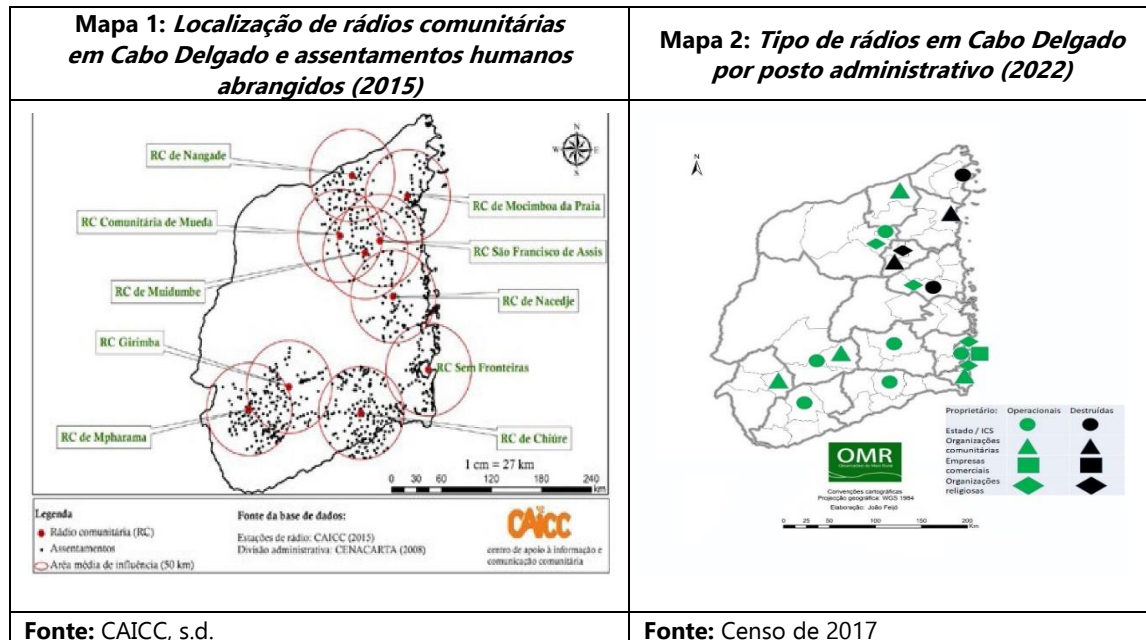 Mapa 1: Localização de rádios comunitárias
em Cabo Delgado e assentamentos humanos
abrangidos (2015)
Mapa 2: Tipo de rádios em Cabo Delgado
por posto administrativo (2022)
N
W E
S
RC de Nangade
RC de Mocimboa da Praia
RC Comunitária de Mueda
RC São Francisco de Assis
RC de Muidumbe
RC de Nacedje
RC Girimba
RC Sem Fronteiras
RC de Mpharama
RC de Chiúre
1 cm = 27 km
0 30 60 120 180 240
km
Legenda
Rádio comunitária (RC)
Assentamentos
Aréa média de influência (50 km)
Fonte da base de dados:
Estações de rádio: CAICC (2015)
Divisão administrativa: CENACARTA (2008)
CAiCC
centro de apoio à informação e
comunicação comunitária
N
Proprietário: Operacionais Destruídas
Estado / ICS
Organizações
comunitárias
Empresas
comerciais
Organizações
religiosas
OMR
Observatório do Meio Rural
Convenções cartográficas
Projecção geográfica: WGS 1984
Elaboração: João Feijó
0 25 50 100 150 200
Km
Fonte: CAICC, s.d.
Fonte: Censo de 2017